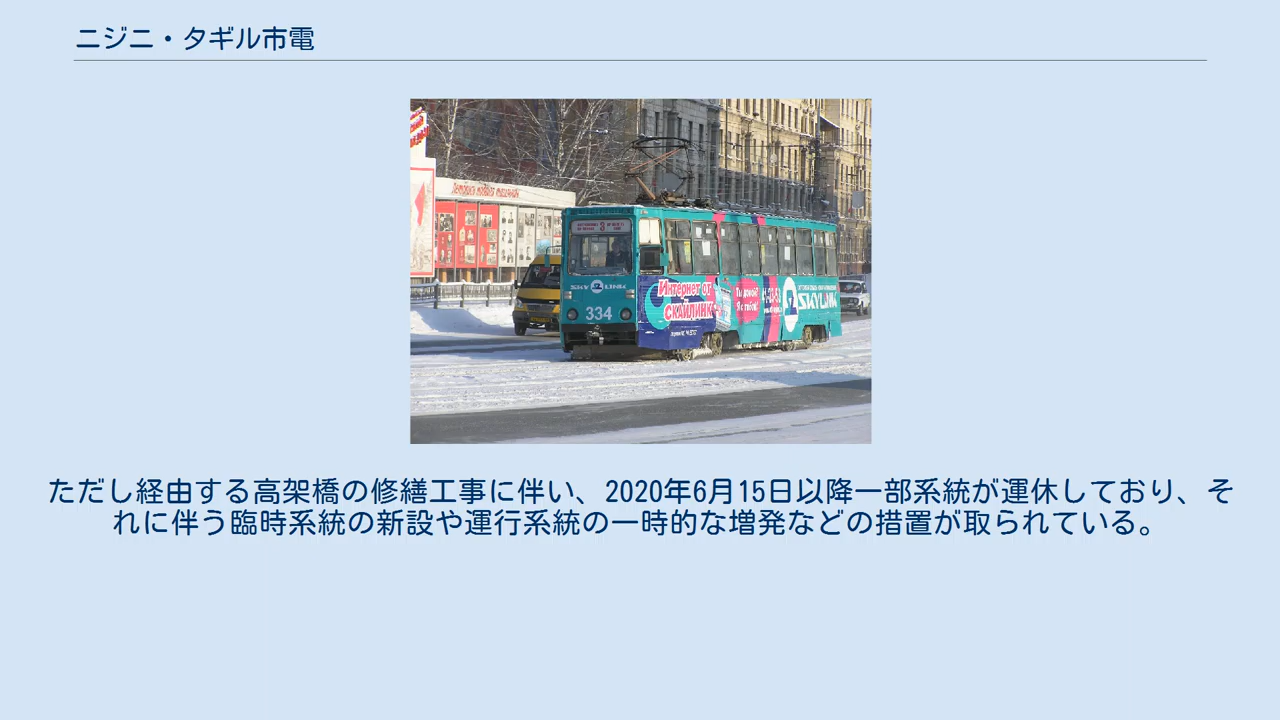 ニジニ・タギル市電
3
SKY LINK
334
Интернет от
СКАЙЛИНК
SKYLINK
ただし経由する高架橋の修繕工事に伴い、2020年6月15日以降一部系統が運休しており、そ
れに伴う臨時系統の新設や運行系統の一時的な増発などの措置が取られている。